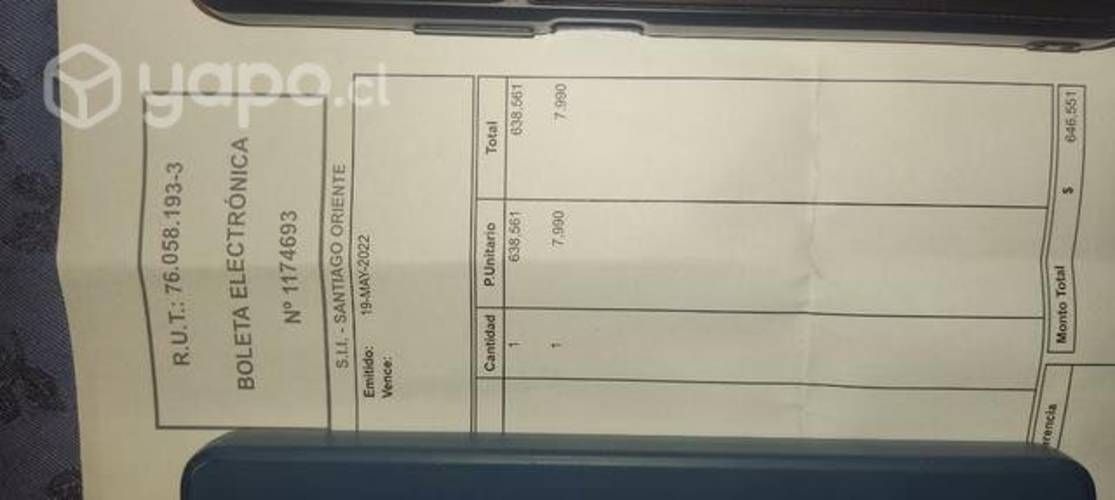 yapo.cl
R.U.T.: 76.058.193-3
BOLETA ELECTRÓNICA
Nº 1174693
S.I.I. - SANTIAGO ORIENTE
Emitido: 19-MAY-2022
Vence:
Cantidad P.Unitario Total
1 638,561 638,561
1 7,990 7,990
Monto Total $ 646.551
erencia